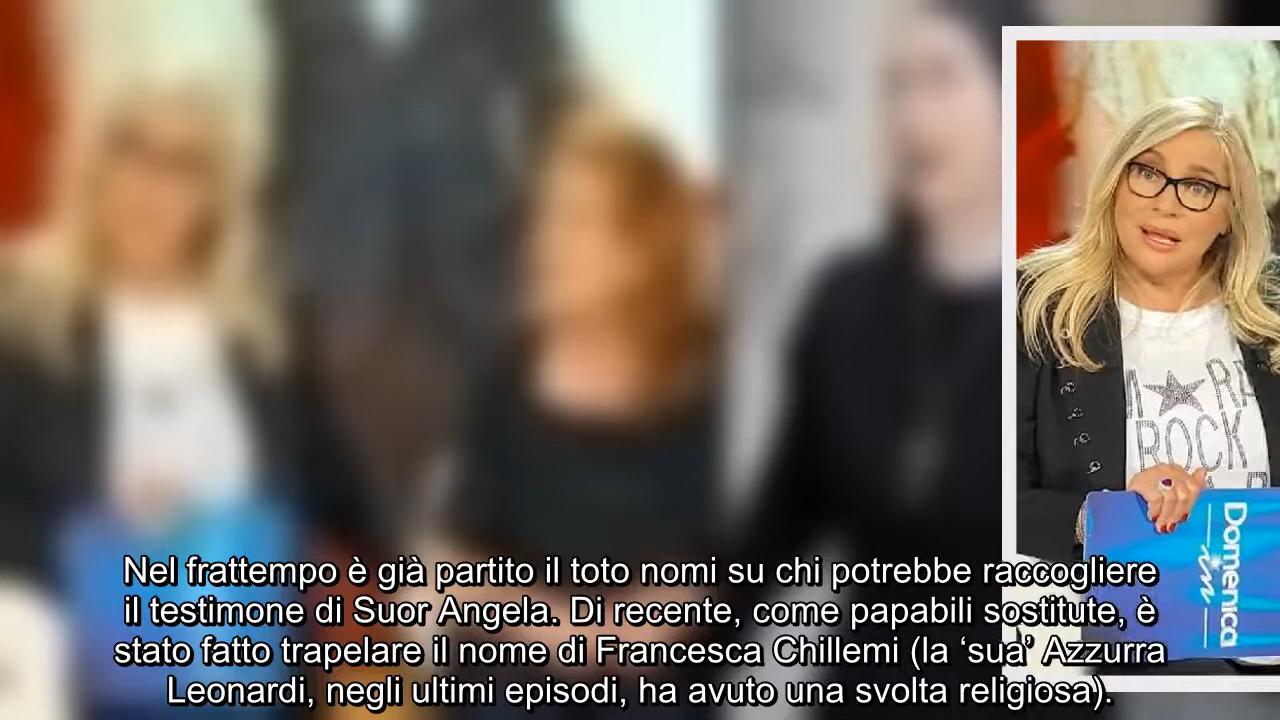 Nel frattempo è già partito il toto nomi su chi potrebbe raccogliere
il testimone di Suor Angela. Di recente, come papabili sostitute, è
stato fatto trapelare il nome di Francesca Chillemi (la ‘sua’ Azzurra
Leonardi, negli ultimi episodi, ha avuto una svolta religiosa).
ROCK
Domenica
in